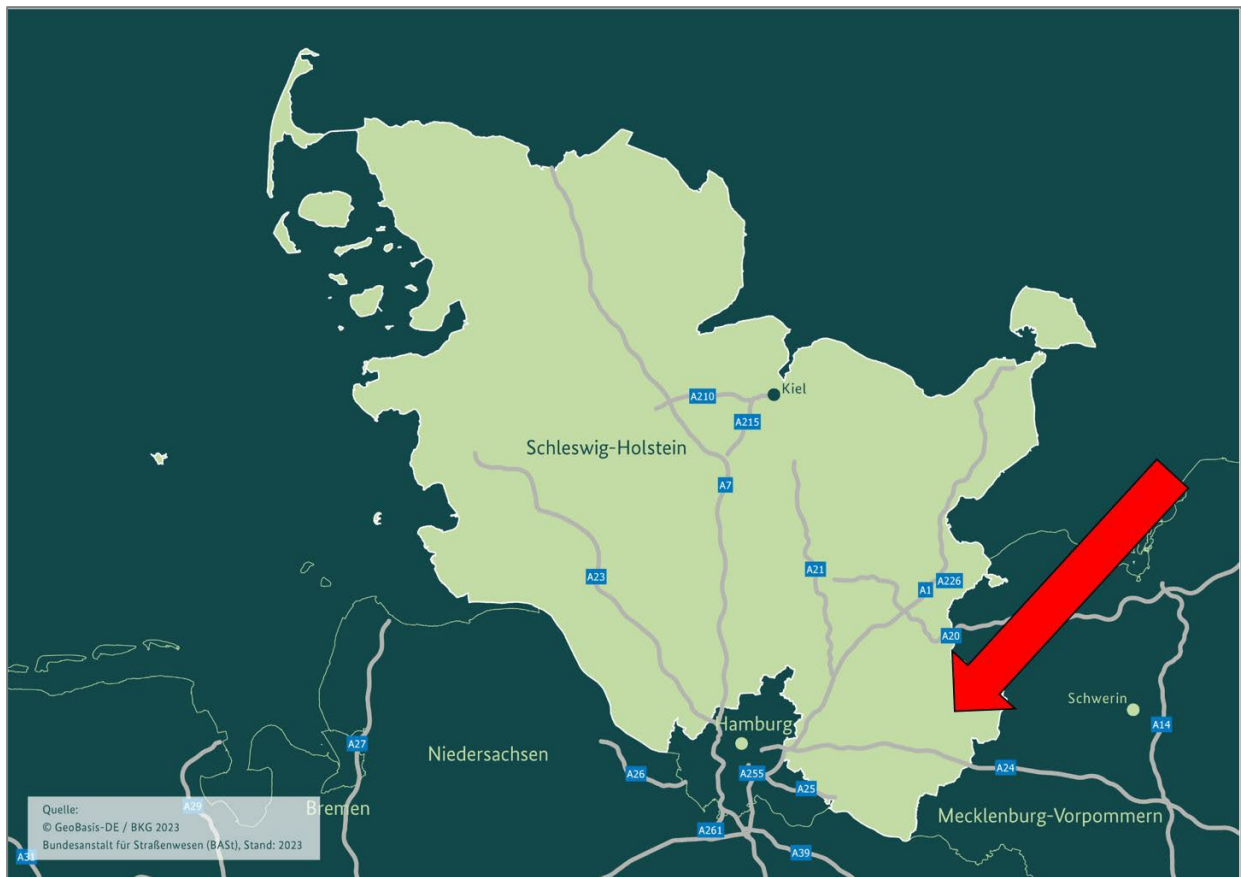 Kiel
A210
A215
Schleswig-Holstein
A7
A23
A21
A226
A1
A20
Schwerin
A14
Hamburg
A27
Niedersachsen
A26
A255
A24
A25
A29
Bremen
Mecklenburg-Vorpommern
A261
A39
A31
Quelle:
© GeoBasis-DE / BKG 2023
Bundesanstalt für Straßenwesen (BASt), Stand: 2023